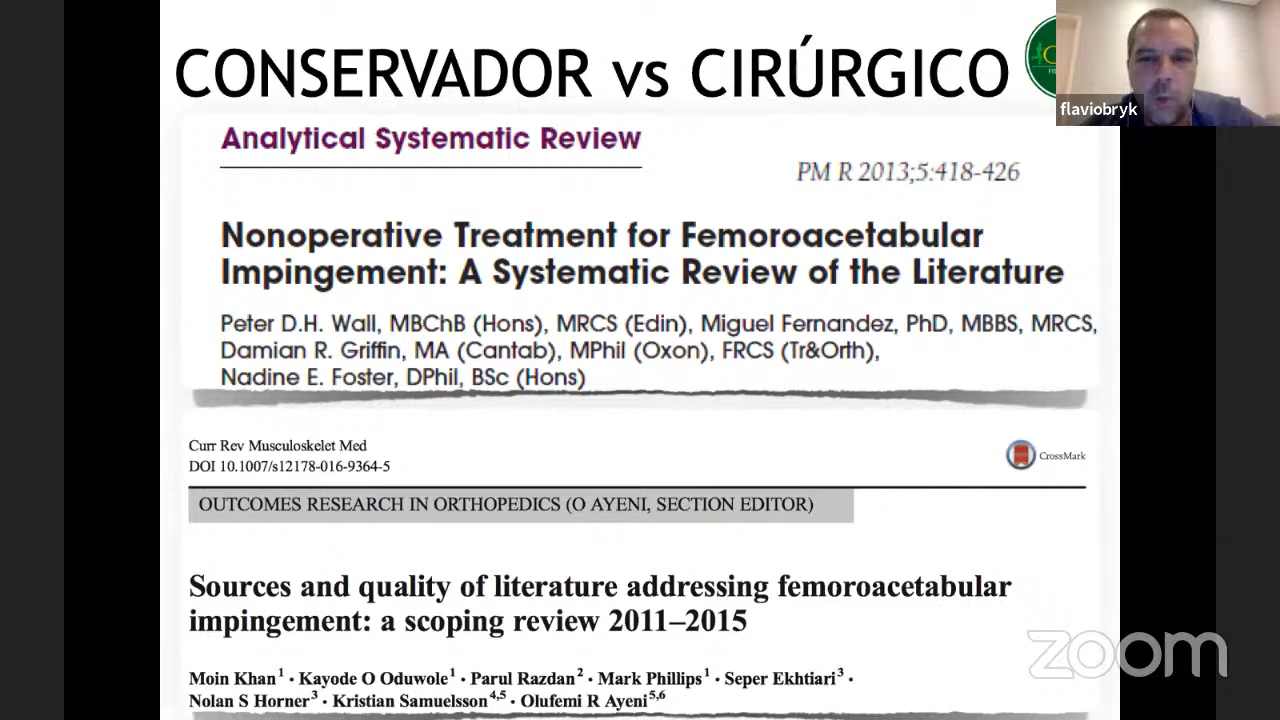 CONSERVADOR vs CIRÚRGICO
flaviobryk
Analytical Systematic Review
PM R 2013;5:418-426
Nonoperative Treatment for Femoroacetabular
Impingement: A Systematic Review of the Literature
Peter D.H. Wall, MBChB (Hons), MRCS (Edin), Miguel Fernandez, PhD, MBBS, MRCS,
Damian R. Griffin, MA (Cantab), MPhil (Oxon), FRCS (Tr&Orth),
Nadine E. Foster, DPhil, BSc (Hons)
Curr Rev Musculoskelet Med
DOI 10.1007/s12178-016-9364-5
CrossMark
OUTCOMES RESEARCH IN ORTHOPEDICS (O AYENI, SECTION EDITOR)
Sources and quality of literature addressing femoroacetabular
impingement: a scoping review 2011–2015
Moin Khan1 · Kayode O Oduwole1 · Parul Razdan2 · Mark Phillips1 · Seper Ekhtiari3 ·
Nolan S Horner3 · Kristian Samuelsson4,5 · Olufemi R Ayeni5,6
zoom